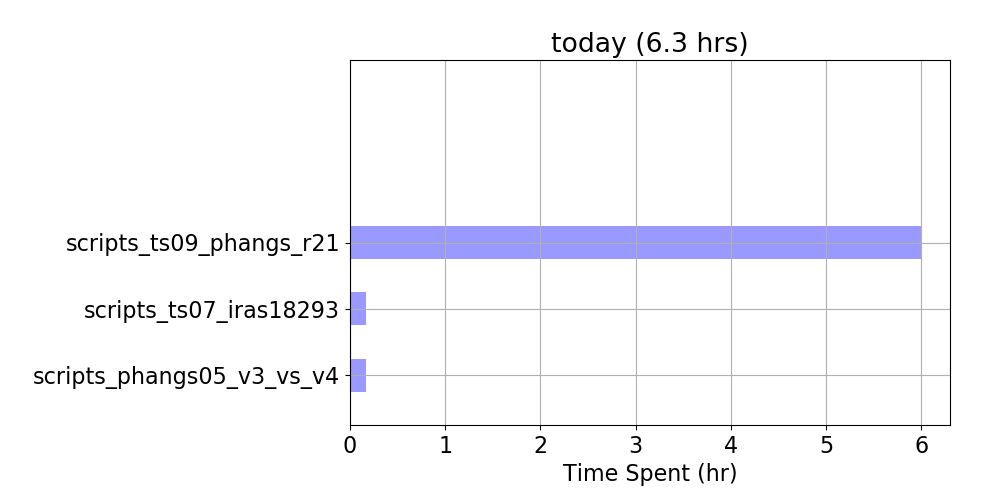 today (6.3 hrs)
scripts_ts09_phangs_r21
scripts_ts07_iras18293
scripts_phangs05_v3_vs_v4
0 1 2 3 4 5 6
Time Spent (hr)